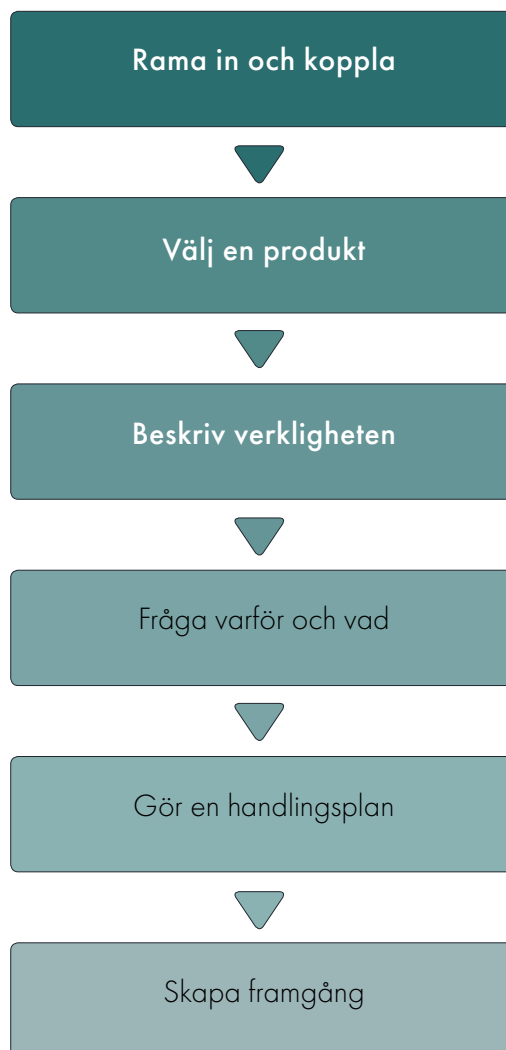 Rama in och koppla
Välj en produkt
Beskriv verkligheten
Fråga varför och vad
Gör en handlingsplan
Skapa framgång